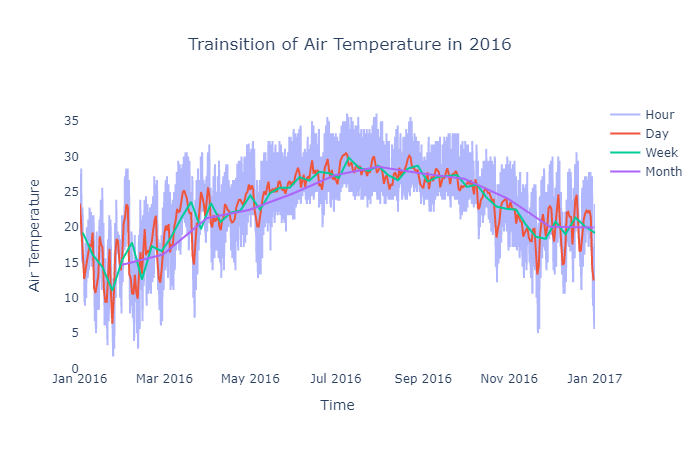 Trainsition of Air Temperature in 2016
Hour
Day
Week
Month
Air Temperature
35
30
25
20
15
10
5
0
Jan 2016
Mar 2016
May 2016
Jul 2016
Sep 2016
Nov 2016
Jan 2017
Time